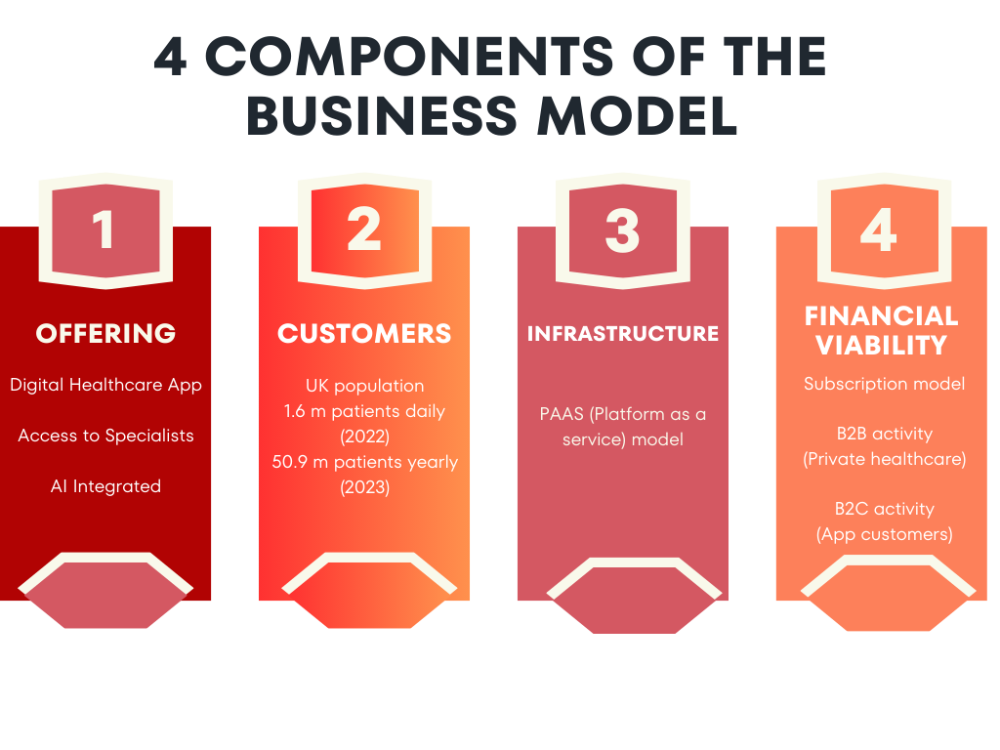 4 COMPONENTS OF THE
BUSINESS MODEL
1
OFFERING
Digital Healthcare App
Access to Specialists
AI Integrated
2
CUSTOMERS
UK population
1.6 m patients daily
(2022)
50.9 m patients yearly
(2023)
3
INFRASTRUCTURE
PAAS (Platform as a
service) model
4
FINANCIAL
VIABILITY
Subscription model
B2B activity
(Private healthcare)
B2C activity
(App customers)